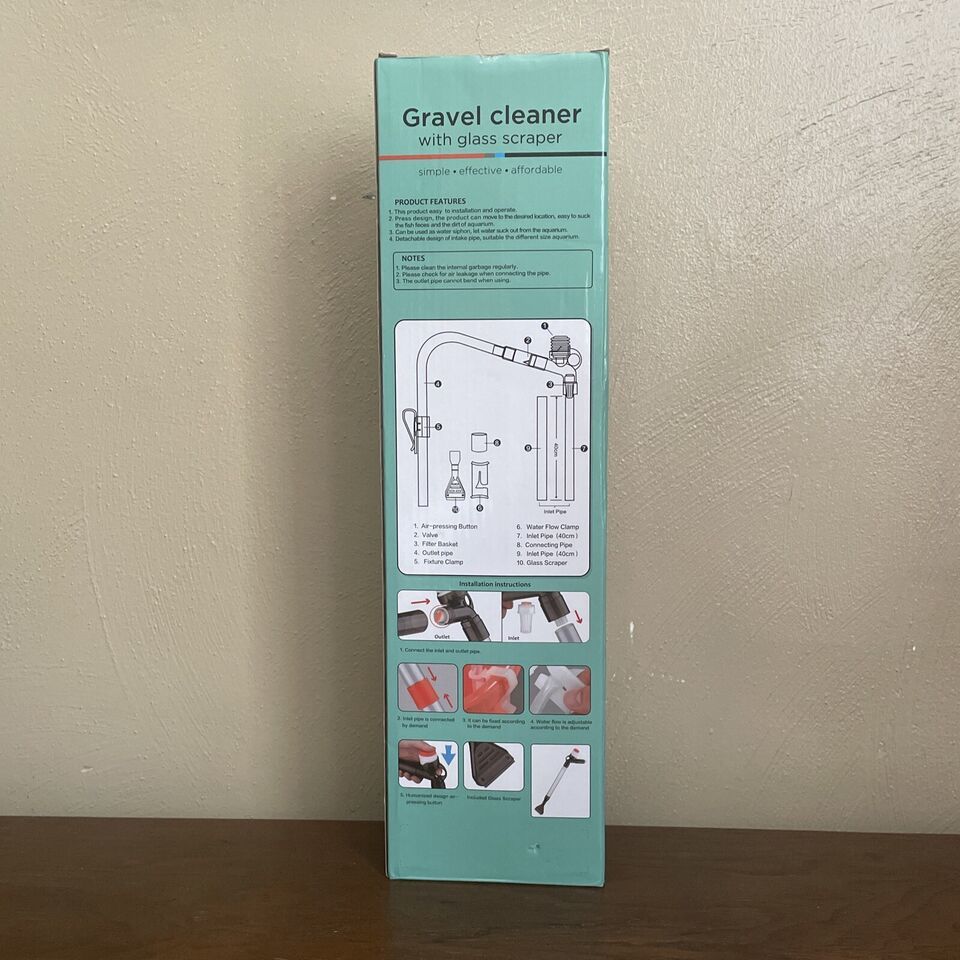 Gravel cleaner
with glass scraper
simple • effective • affordable
PRODUCT FEATURES
1. This product easy to installation and operate.
2. Press design, the product can move to the desired location, easy to suck
the fish feces and the dirt of aquarium.
3. Can be used as water siphon, let water suck out from the aquarium.
4. Detachable design of intake pipe, suitable the different size aquarium.
NOTES
1. Please clean the internal garbage regularly.
2. Please check for air leakage when connecting the pipe.
3. The outlet pipe cannot bend when using.
1
2
3
4
5
8
9
40cm
7
10
6
Inlet Pipe
1. Air-pressing Button
2. Valve
3. Filter Basket
4. Outlet pipe
5. Fixture Clamp
6. Water Flow Clamp
7. Inlet Pipe (40cm)
8. Connecting Pipe
9. Inlet Pipe (40cm)
10. Glass Scraper
Installation instructions
Outlet
Inlet
1. Connect the inlet and outlet pipe.
2. Inlet pipe is connected
by demand
3. It can be fixed according
to the demand
4. Water flow is adjustable
according to the demand
5. Humanized design air-
pressing button
Included Glass Scraper